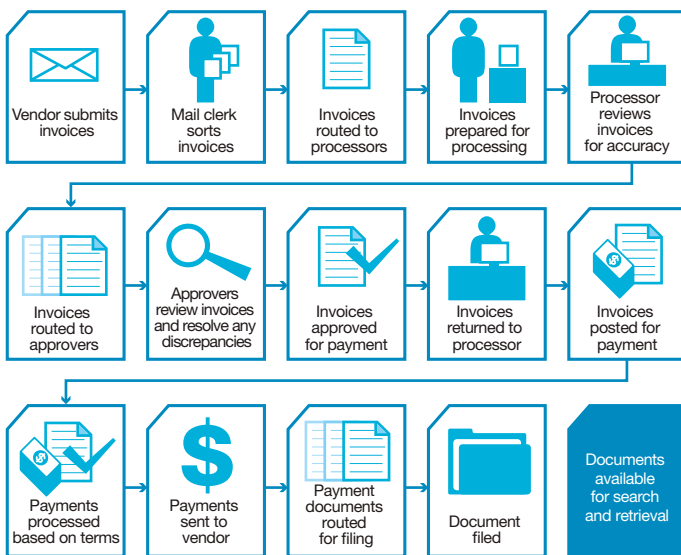 Vendor submits
invoices
Mail clerk
sorts
invoices
Invoices
routed to
processors
Invoices
prepared for
processing
Processor
reviews
invoices
for accuracy
Invoices
routed to
approvers
Approvers
review invoices
and resolve any
discrepancies
Invoices
approved
for payment
Invoices
returned to
processor
Invoices
posted for
payment
Payments
processed
based on terms
Payments
sent to
vendor
Payment
documents
routed
for filing
Document
filed
Documents
available
for search
and retrieval